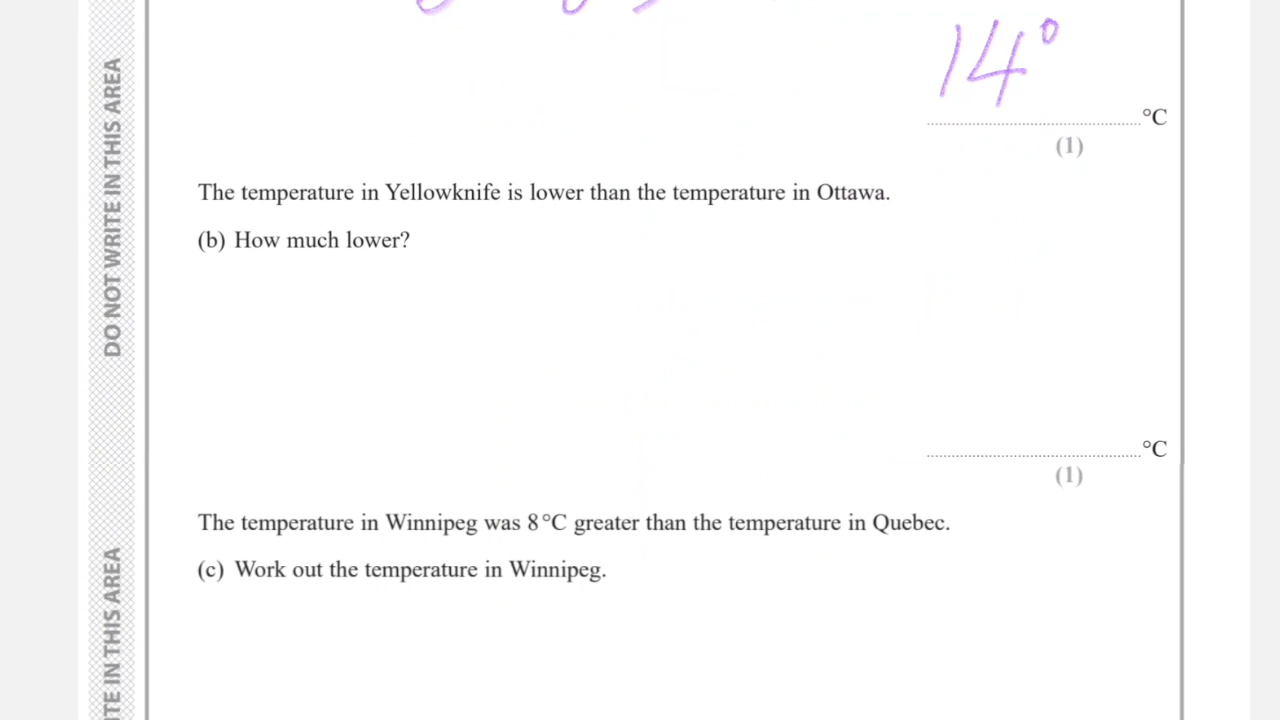 14°
°C
(1)
The temperature in Yellowknife is lower than the temperature in Ottawa.
(b) How much lower?
°C
(1)
The temperature in Winnipeg was 8 °C greater than the temperature in Quebec.
(c) Work out the temperature in Winnipeg.
DO NOT WRITE IN THIS AREA
TE IN THIS AREA